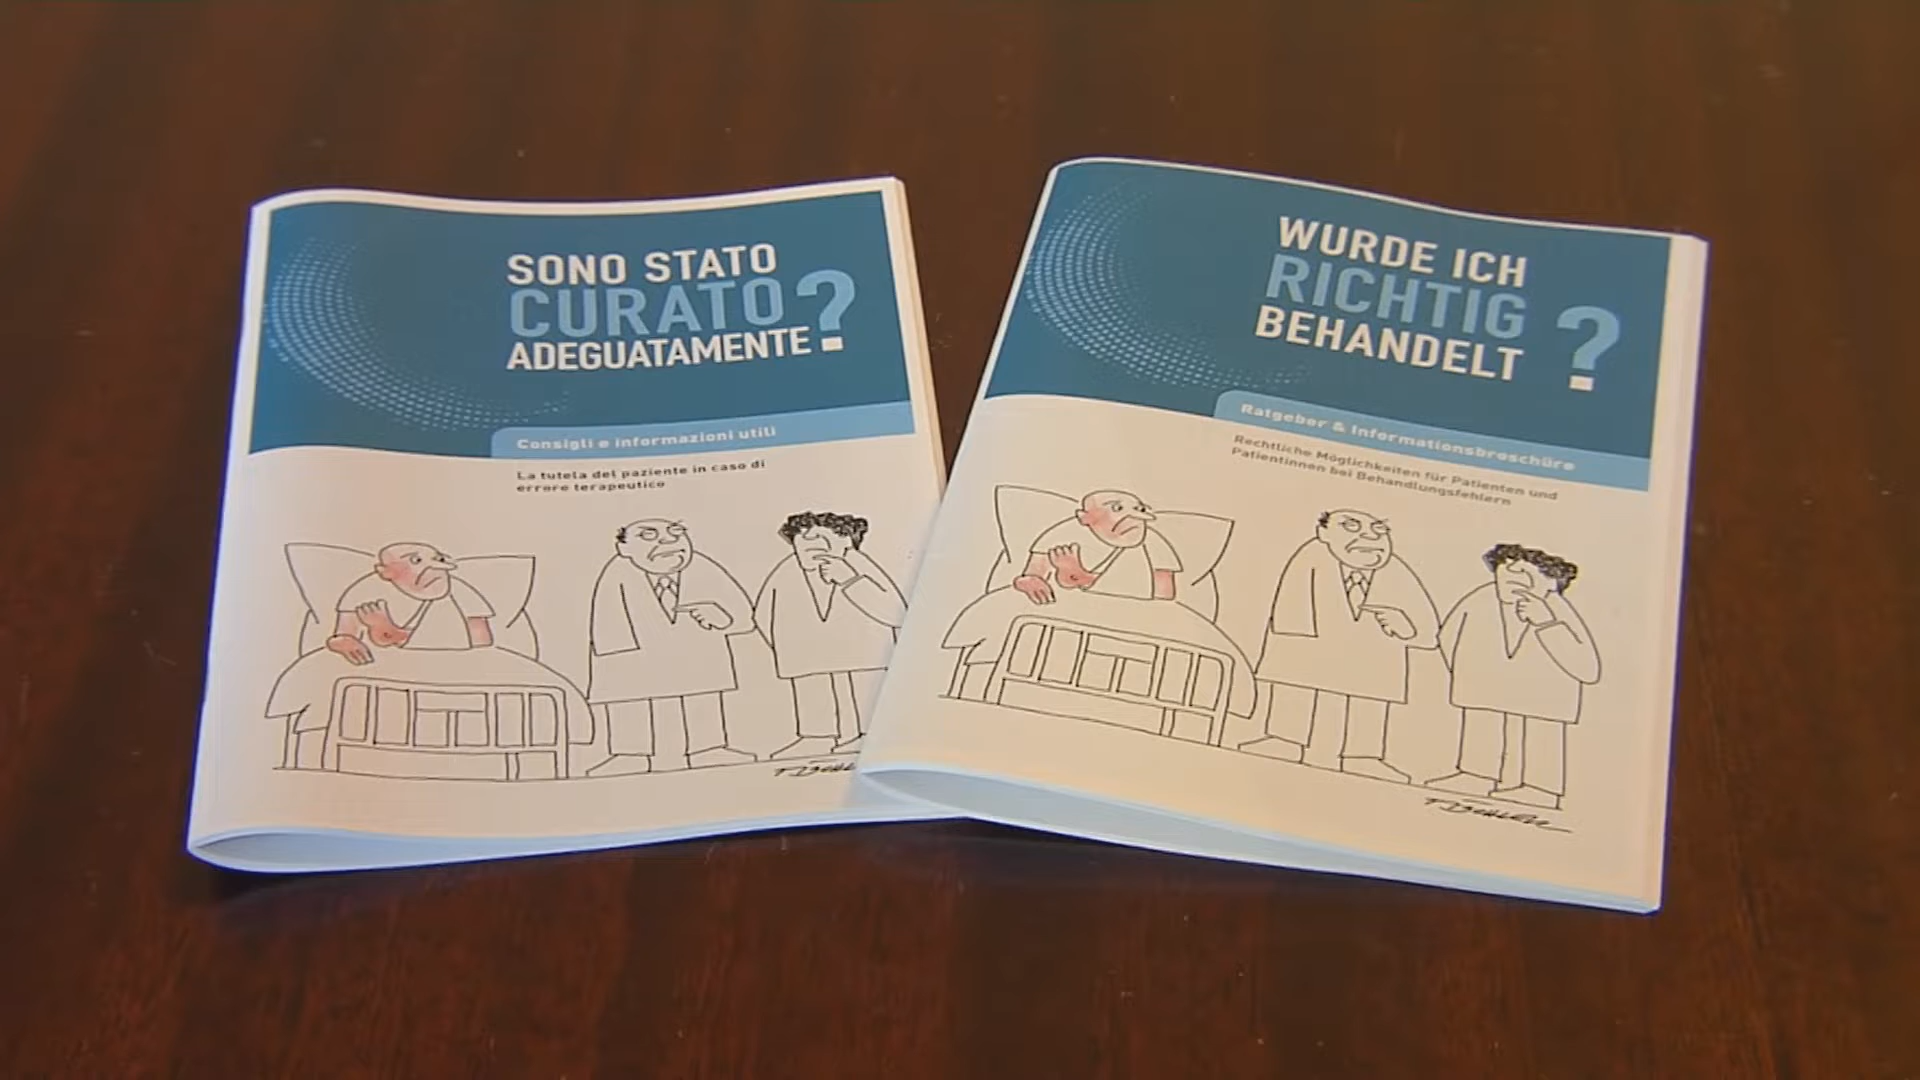 SONO STATO
CURATO?
ADEGUATAMENTE
Consigli e informazioni utili
La tutela del paziente in caso di
errore terapeutico
WURDE ICH
RICHTIG?
BEHANDELT
Ratgeber & Informationsbroschüre
Rechtliche Möglichkeiten für Patienten und
Patientinnen bei Behandlungsfehlern